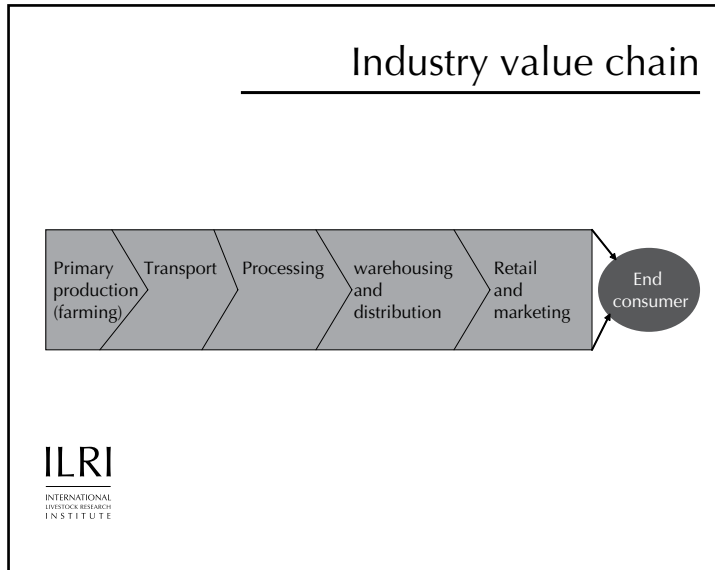 Industry value chain
Primary
production
(farming)
Transport
Processing
warehousing
and
distribution
Retail
and
marketing
End
consumer
ILRI
INTERNATIONAL
LIVESTOCK RESEARCH
INSTITUTE